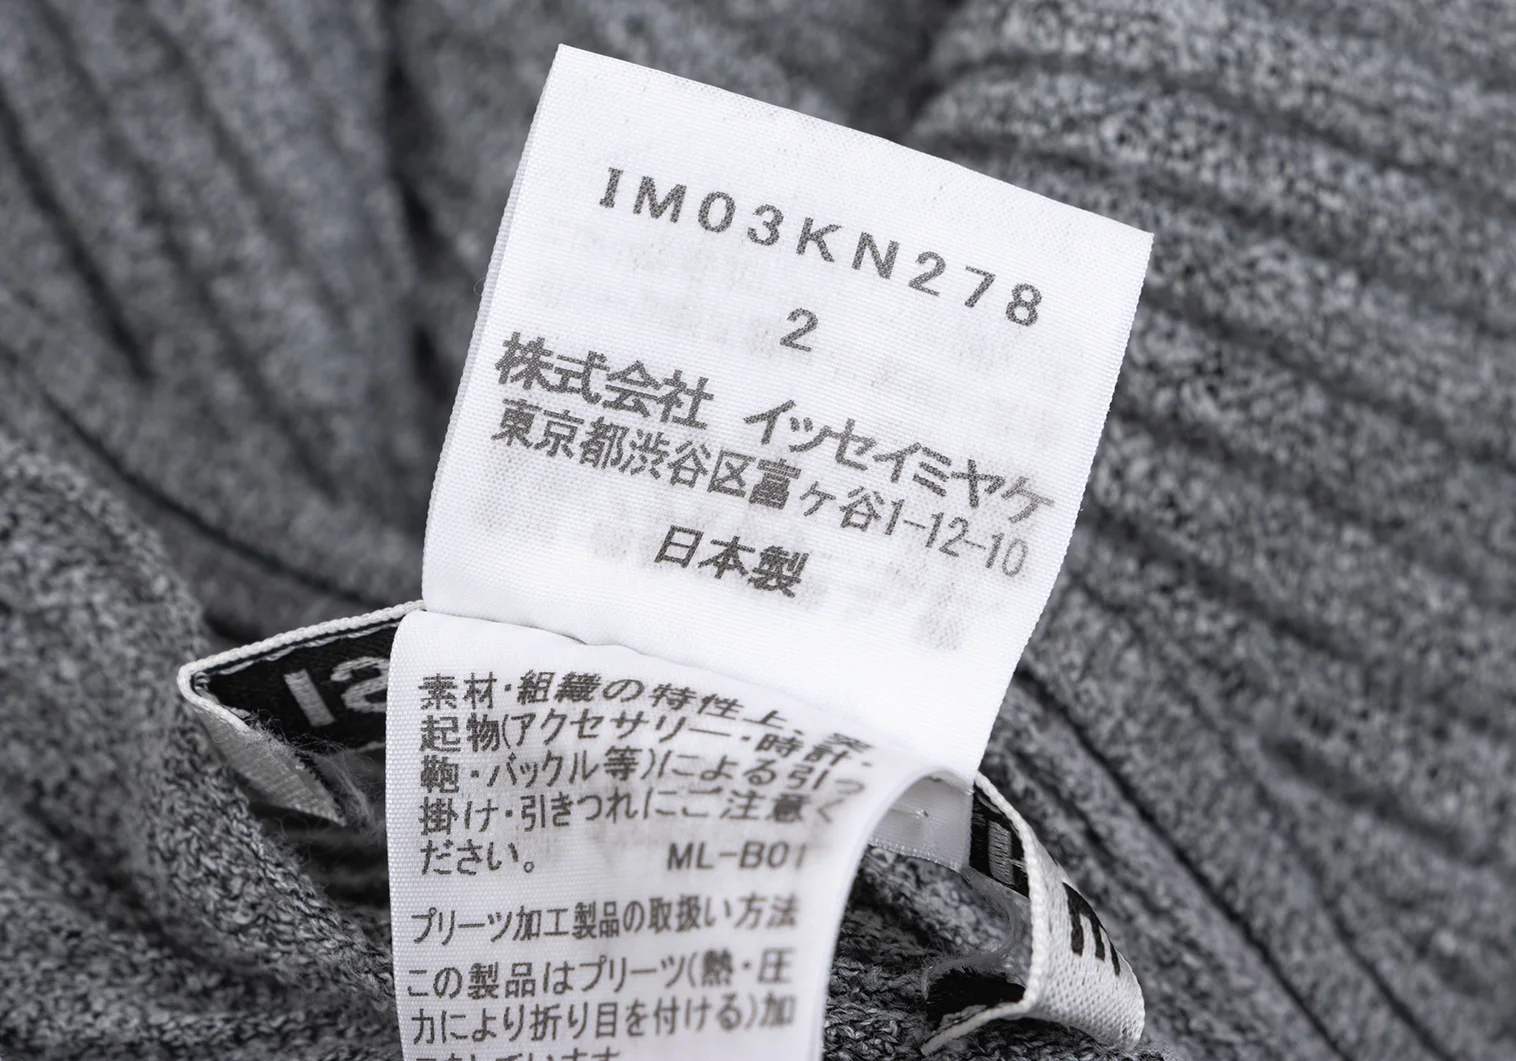 IM03KN278
2
株式会社 イッセイミヤケ
東京都渋谷区富ヶ谷1-12-10
日本製
素材・組織の特性上、突
起物(アクセサリー・時計・
鞄・バックル等)による引っ
掛け・引きつれにご注意く
ださい。 ML-B01
プリーツ加工製品の取扱い方法
この製品はプリーツ(熱・圧
力により折り目を付ける)加